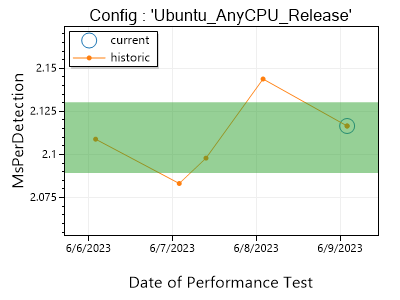 Config : 'Ubuntu_AnyCPU_Release'
current
historic
MsPerDetection
2.15
2.125
2.1
2.075
6/6/2023
6/7/2023
6/8/2023
6/9/2023
Date of Performance Test